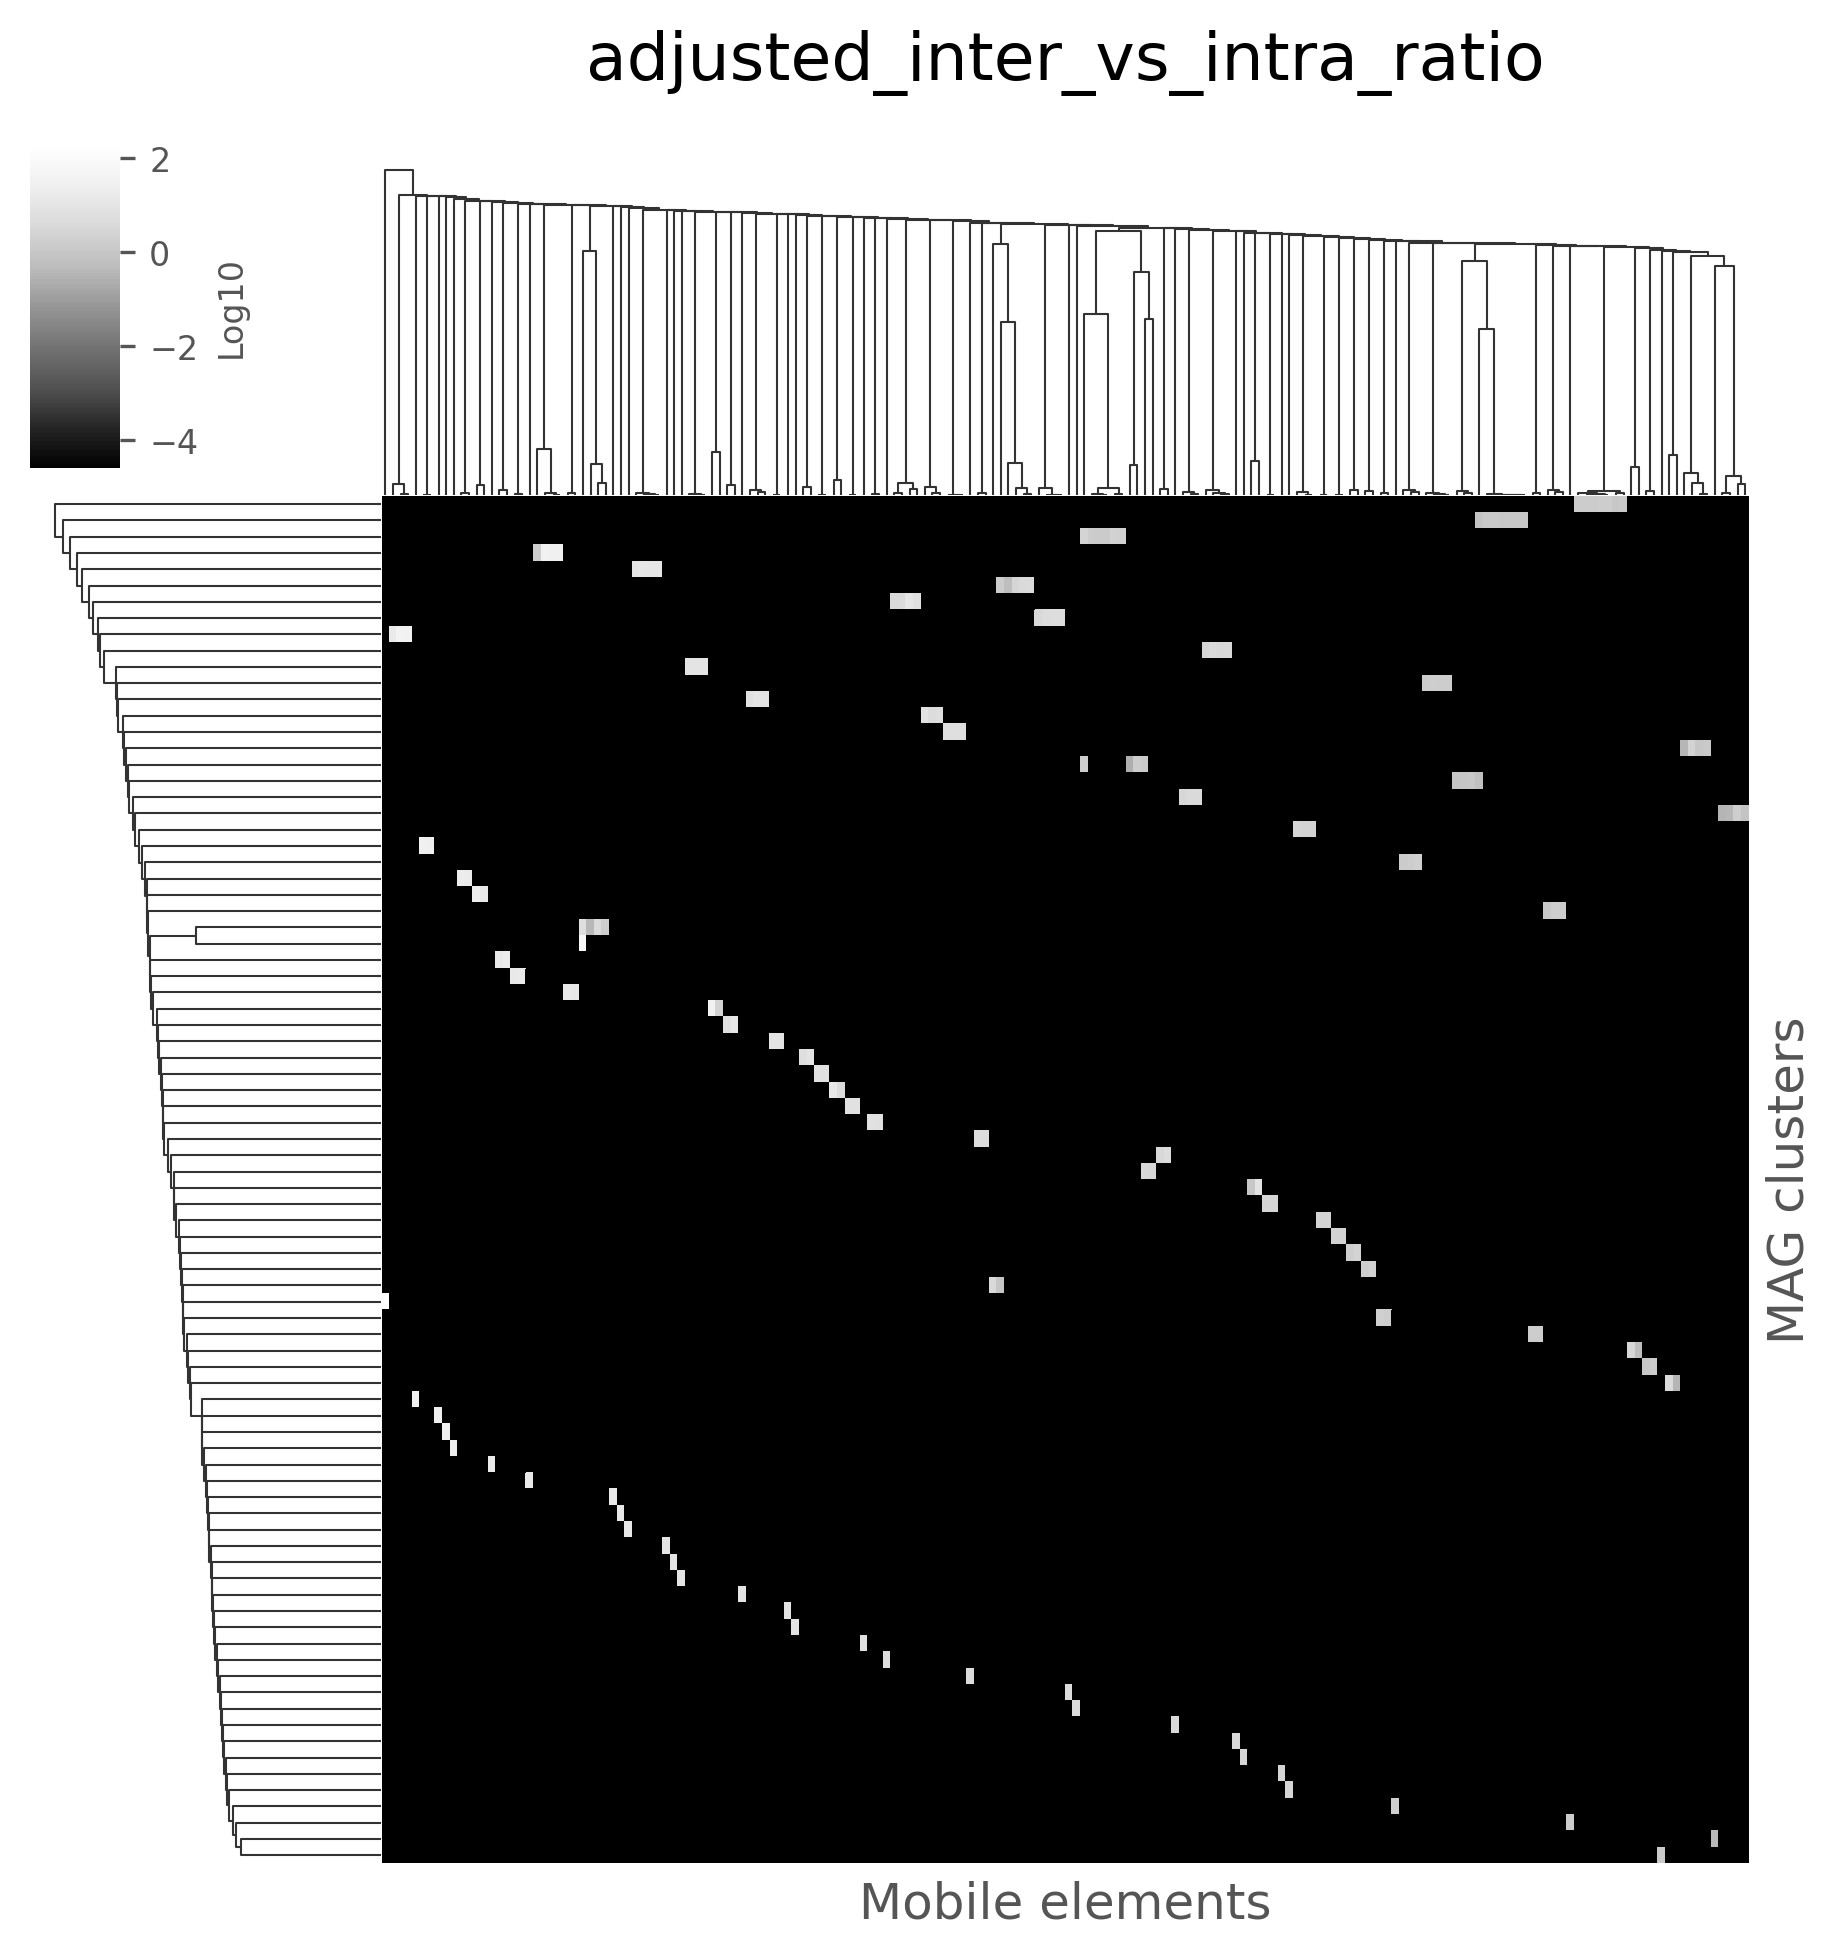 adjusted_inter_vs_intra_ratio
2
0
−2
−4
Log10
MAG clusters
Mobile elements